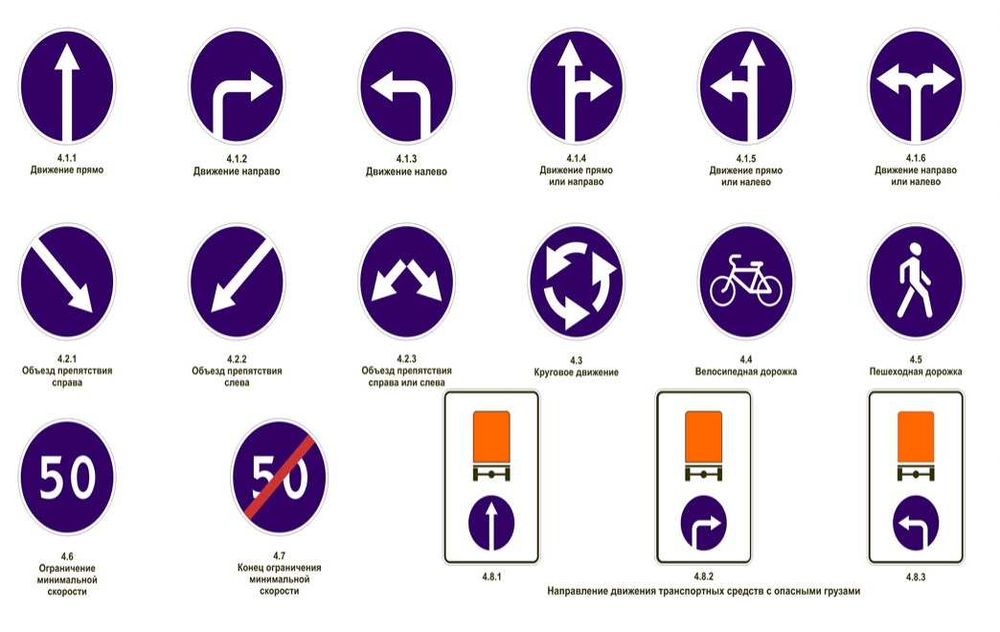 4.1.1
Движение прямо
4.1.2
Движение направо
4.1.3
Движение налево
4.1.4
Движение прямо
или направо
4.1.5
Движение прямо
или налево
4.1.6
Движение направо
или налево
4.2.1
Объезд препятствия
справа
4.2.2
Объезд препятствия
слева
4.2.3
Объезд препятствия
справа или слева
4.3
Круговое движение
4.4
Велосипедная дорожка
4.5
Пешеходная дорожка
50
4.6
Ограничение
минимальной
скорости
50
4.7
Конец ограничения
минимальной
скорости
4.8.1
4.8.2
4.8.3
Направление движения транспортных средств с опасными грузами